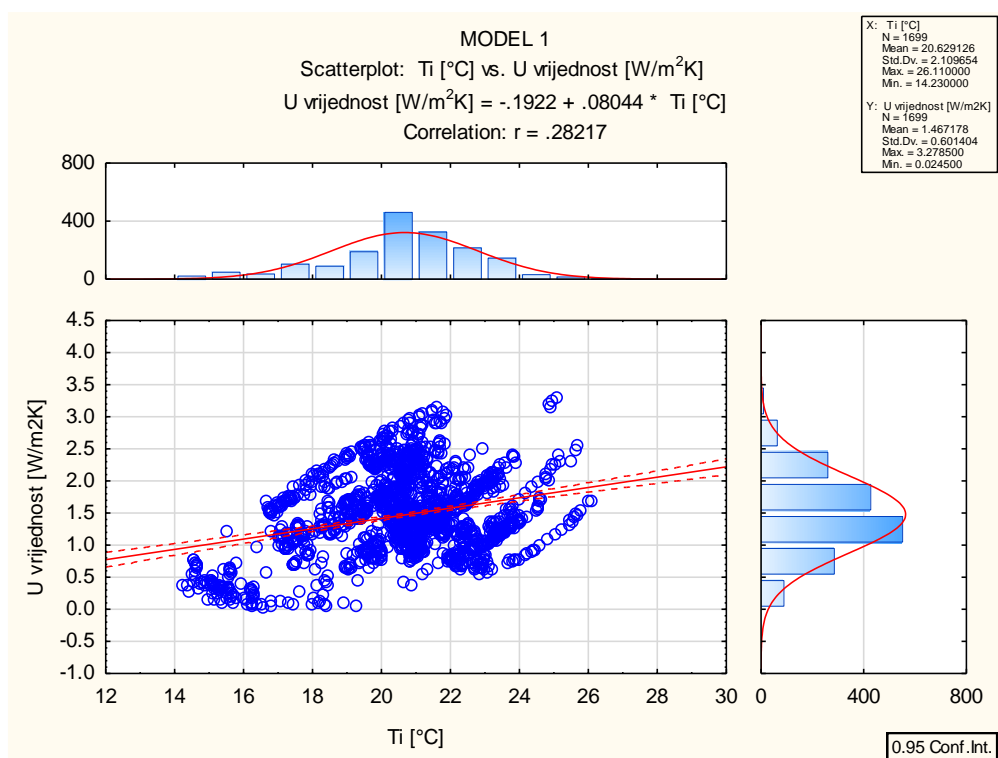 MODEL 1
Scatterplot: Ti [°C] vs. U vrijednost [W/m²K]
U vrijednost [W/m²K] = -.1922 + .08044 * Ti [°C]
Correlation: r = .28217
X: Ti [°C]
N = 1699
Mean = 20.629126
Std.Dv. = 2.109654
Max. = 26.110000
Min. = 14.230000
Y: U vrijednost [W/m2K]
N = 1699
Mean = 1.467178
Std.Dv. = 0.601404
Max. = 3.278500
Min. = 0.024500
800
400
0
4.5
4.0
3.5
3.0
2.5
2.0
1.5
1.0
0.5
0.0
-0.5
-1.0
U vrijednost [W/m2K]
12 14 16 18 20 22 24 26 28 30
Ti [°C]
0 400 800
0.95 Conf.Int.